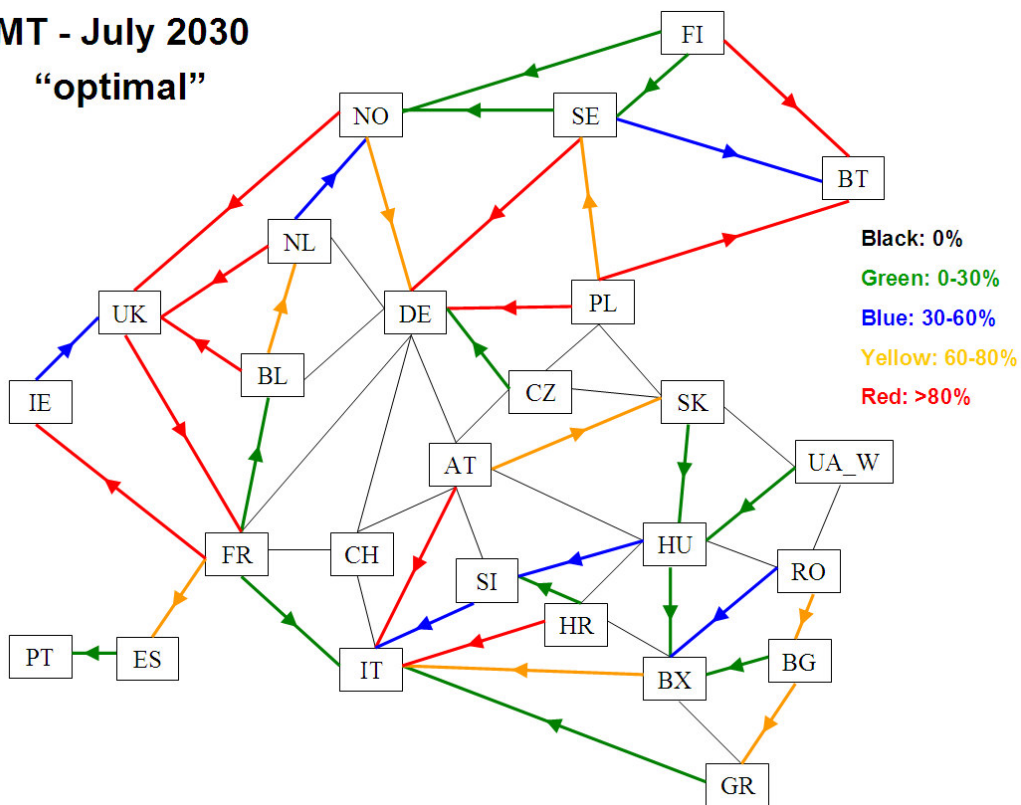 MT - July 2030
"optimal"
FI
NO
SE
BT
NL
Black: 0%
Green: 0-30%
UK
DE
PL
Blue: 30-60%
Yellow: 60-80%
BL
IE
CZ
SK
Red: >80%
AT
UA_W
FR
CH
HU
SI
RO
HR
PT
ES
IT
BX
BG
GR